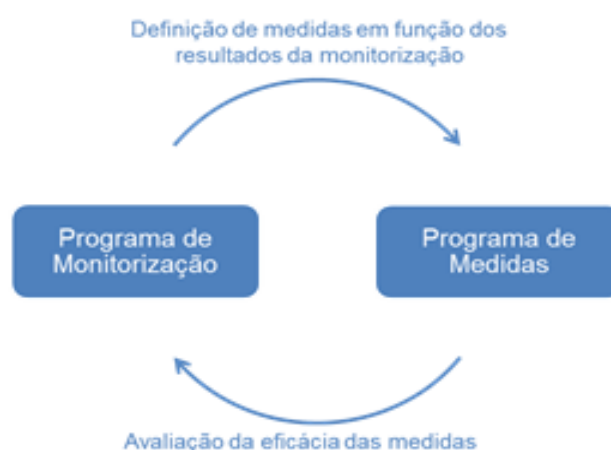 Definição de medidas em função dos
resultados da monitorização
Programa de
Monitorização
Programa de
Medidas
Avaliação da eficácia das medidas